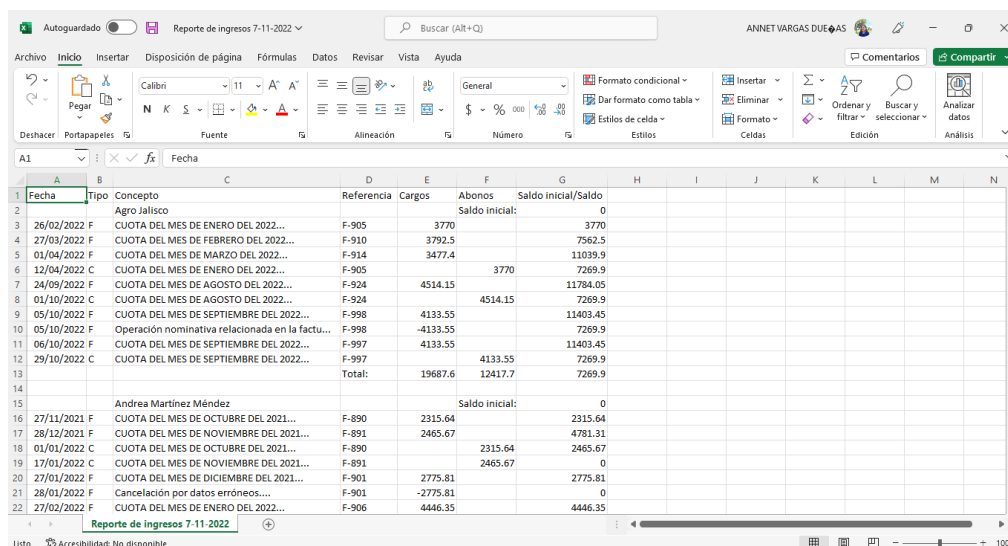 Autoguardado Reporte de ingresos 7-11-2022 Buscar (Alt+Q) ANNET VARGAS DUE�AS
Archivo Inicio Insertar Disposición de página Fórmulas Datos Revisar Vista Ayuda Comentarios Compartir
Pegar Calibri 11 General Formato condicional Insertar Ordenar y filtrar Buscar y seleccionar Analizar datos
N K S $ % 000 Dar formato como tabla Eliminar
Estilos de celda Formato
Deshacer Portapapeles Fuente Alineación Número Estilos Celdas Edición Análisis
A1 fx Fecha
A B C D E F G H I J K L M N
1 Fecha Tipo Concepto Referencia Cargos Abonos Saldo inicial/Saldo
2 Agro Jalisco Saldo inicial: 0
3 26/02/2022 F CUOTA DEL MES DE ENERO DEL 2022... F-905 3770 3770
4 27/03/2022 F CUOTA DEL MES DE FEBRERO DEL 2022... F-910 3792.5 7562.5
5 01/04/2022 F CUOTA DEL MES DE MARZO DEL 2022... F-914 3477.4 11039.9
6 12/04/2022 C CUOTA DEL MES DE ENERO DEL 2022... F-905 3770 7269.9
7 24/09/2022 F CUOTA DEL MES DE AGOSTO DEL 2022... F-924 4514.15 11784.05
8 01/10/2022 C CUOTA DEL MES DE AGOSTO DEL 2022... F-924 4514.15 7269.9
9 05/10/2022 F CUOTA DEL MES DE SEPTIEMBRE DEL 2022... F-998 4133.55 11403.45
10 05/10/2022 F Operación nominativa relacionada en la factu... F-998 -4133.55 7269.9
11 06/10/2022 F CUOTA DEL MES DE SEPTIEMBRE DEL 2022... F-997 4133.55 11403.45
12 29/10/2022 C CUOTA DEL MES DE SEPTIEMBRE DEL 2022... F-997 4133.55 7269.9
13 Total: 19687.6 12417.7 7269.9
14
15 Andrea Martínez Méndez Saldo inicial: 0
16 27/11/2021 F CUOTA DEL MES DE OCTUBRE DEL 2021... F-890 2315.64 2315.64
17 28/12/2021 F CUOTA DEL MES DE NOVIEMBRE DEL 2021... F-891 2465.67 4781.31
18 01/01/2022 C CUOTA DEL MES DE OCTUBRE DEL 2021... F-890 2315.64 2465.67
19 17/01/2022 C CUOTA DEL MES DE NOVIEMBRE DEL 2021... F-891 2465.67 0
20 27/01/2022 F CUOTA DEL MES DE DICIEMBRE DEL 2021... F-901 2775.81 2775.81
21 28/01/2022 F Cancelación por datos erróneos.... F-901 -2775.81 0
22 27/02/2022 F CUOTA DEL MES DE ENERO DEL 2022... F-906 4446.35 4446.35
Reporte de ingresos 7-11-2022
Listo Accesibilidad: No disponible